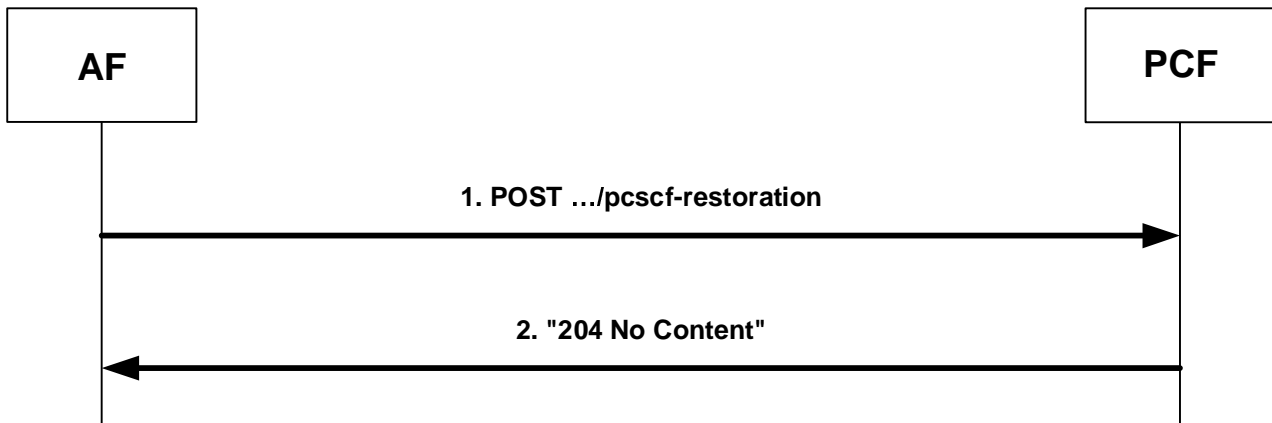 AF
PCF
1. POST …/pcscf-restoration
2. "204 No Content"